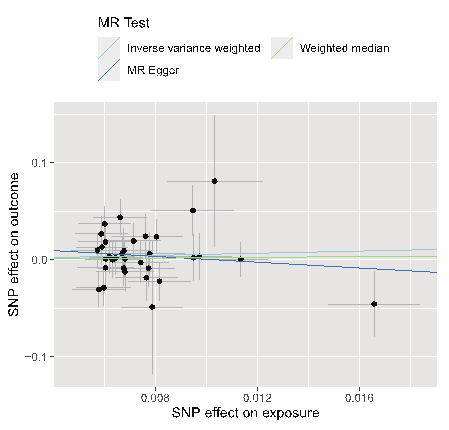 MR Test
Inverse variance weighted
Weighted median
MR Egger
SNP effect on outcome
0.1
0.0
−0.1
0.008
0.012
0.016
SNP effect on exposure